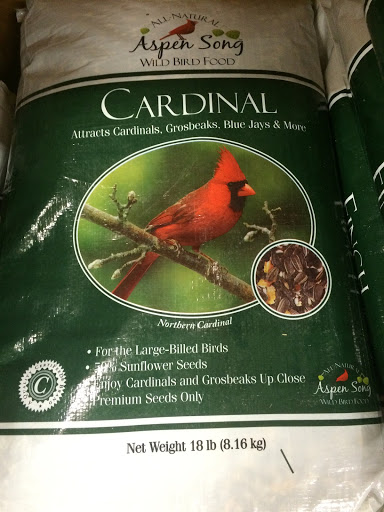 ALL-NATURAL
ASPEN SONG
WILD BIRD FOOD
CARDINAL
Attracts Cardinals, Grosbeaks, Blue Jays & More
Northern Cardinal
• For the Large-Billed Birds
• % Sunflower Seeds
Enjoy Cardinals and Grosbeaks Up Close
Premium Seeds Only
C
ALL-NATURAL
ASPEN SONG
WILD BIRD FOOD
Net Weight 18 lb (8.16 kg)